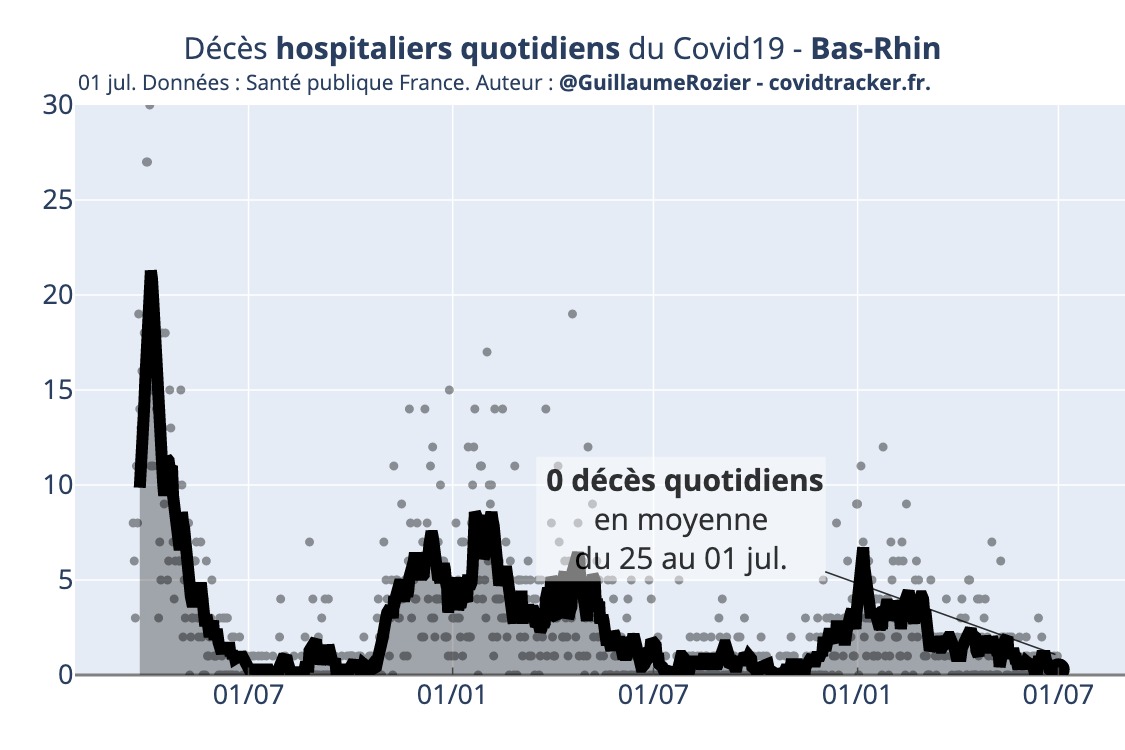 Décès hospitaliers quotidiens du Covid19 - Bas-Rhin
01 jul. Données : Santé publique France. Auteur : @GuillaumeRozier - covidtracker.fr.
30
25
20
15
10
5
0
0 décès quotidiens
en moyenne
du 25 au 01 jul.
01/07
01/01
01/07
01/01
01/07